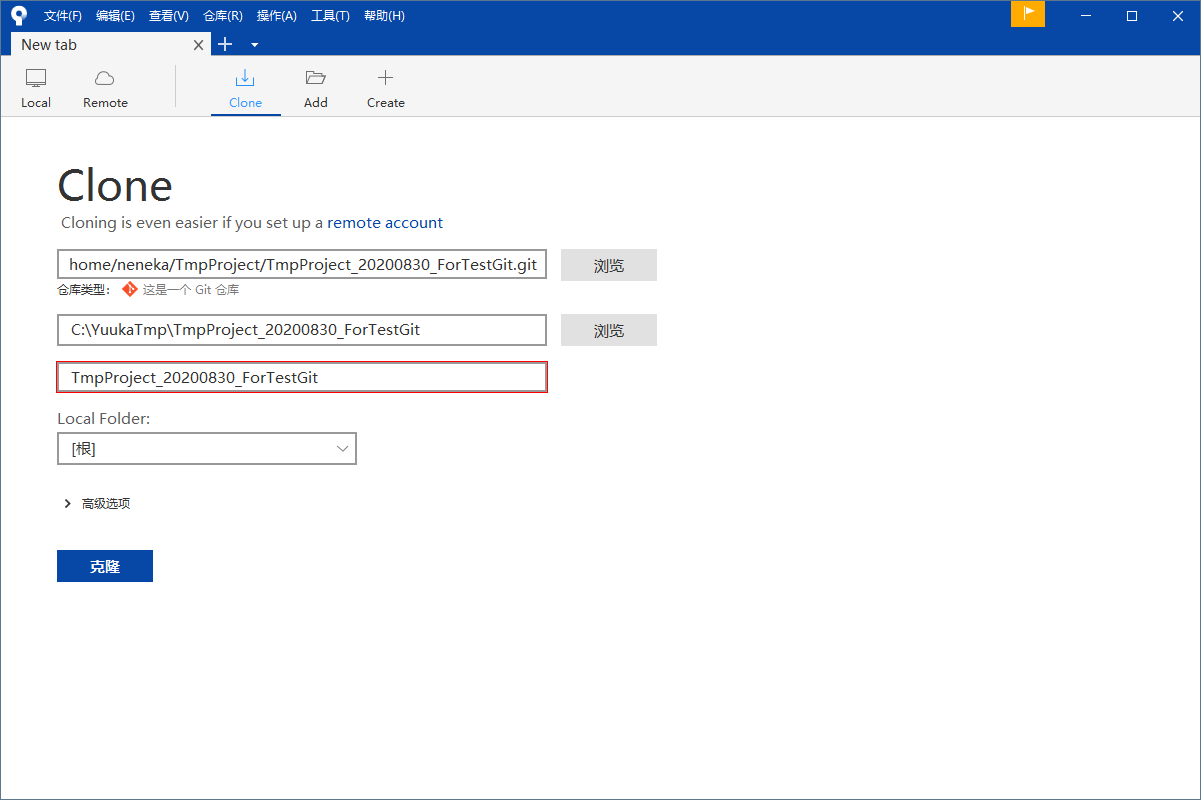 文件(F) 编辑(E) 查看(V) 仓库(R) 操作(A) 工具(T) 帮助(H)
New tab
Local Remote Clone Add Create
Clone
Cloning is even easier if you set up a remote account
home/neneka/TmpProject/TmpProject_20200830_ForTestGit.git 浏览
仓库类型: 这是一个 Git 仓库
C:\YuukaTmp\TmpProject_20200830_ForTestGit 浏览
TmpProject_20200830_ForTestGit
Local Folder:
[根]
高级选项
克隆